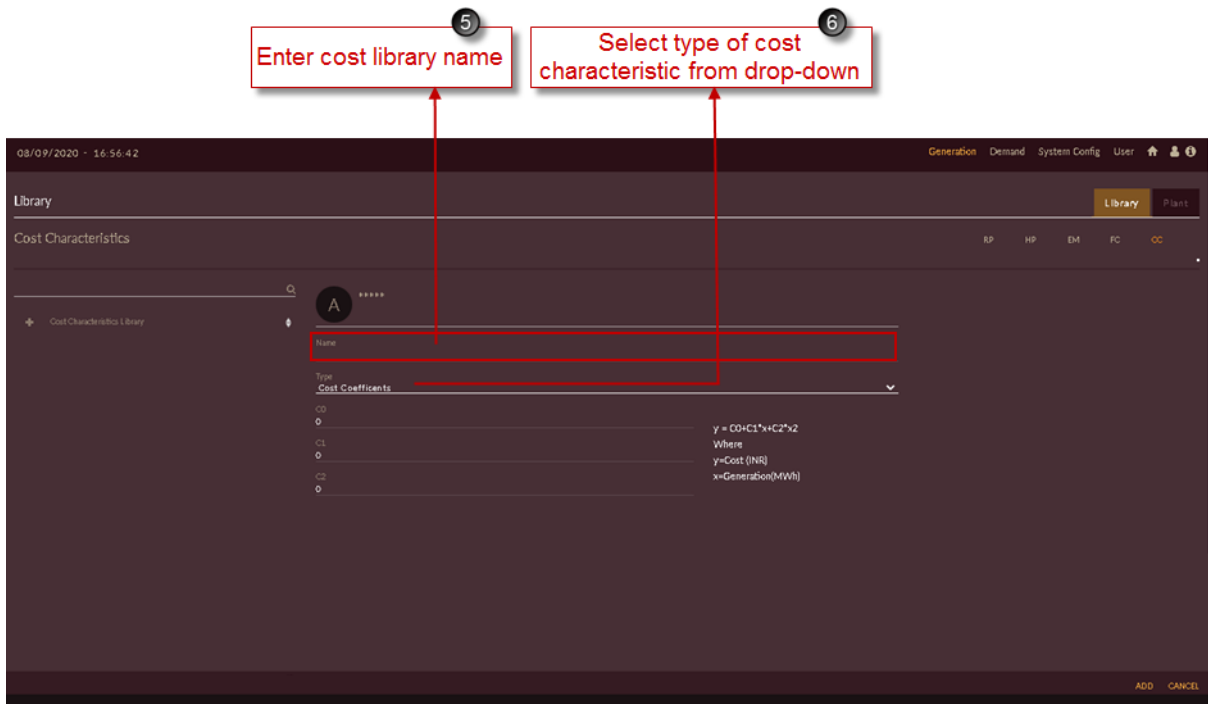 5
6
Enter cost library name
Select type of cost
characteristic from drop-down
08/09/2020 - 16:56:42
Generation Demand System Config User
Library
Library Plant
Cost Characteristics
RP HP EM FC CC
A
Cost Characteristics Library
Name
Type
Cost Coefficents
C0
0
C1
0
C2
0
y = C0+C1*x+C2*x2
Where
y=Cost (INR)
x=Generation(MWh)
ADD CANCEL